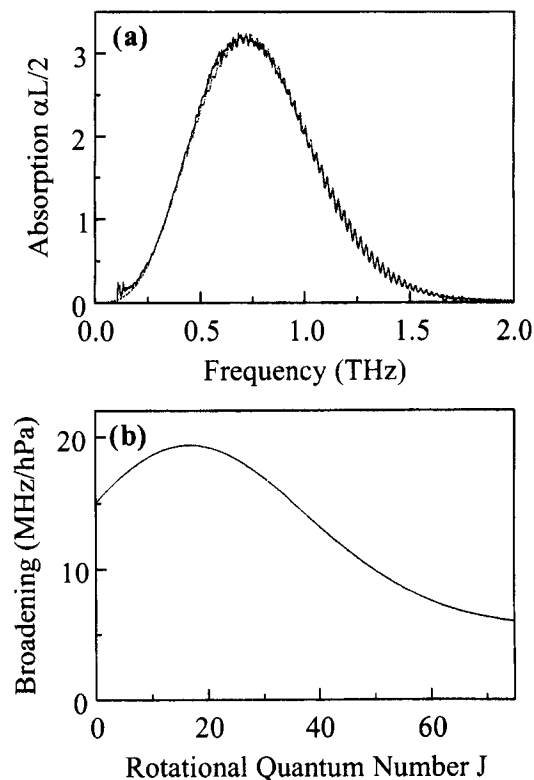 (a)
3
2
1
0
Absorption αL/2
0.0 0.5 1.0 1.5 2.0
Frequency (THz)
(b)
20
10
0
Broadening (MHz/hPa)
0 20 40 60
Rotational Quantum Number J